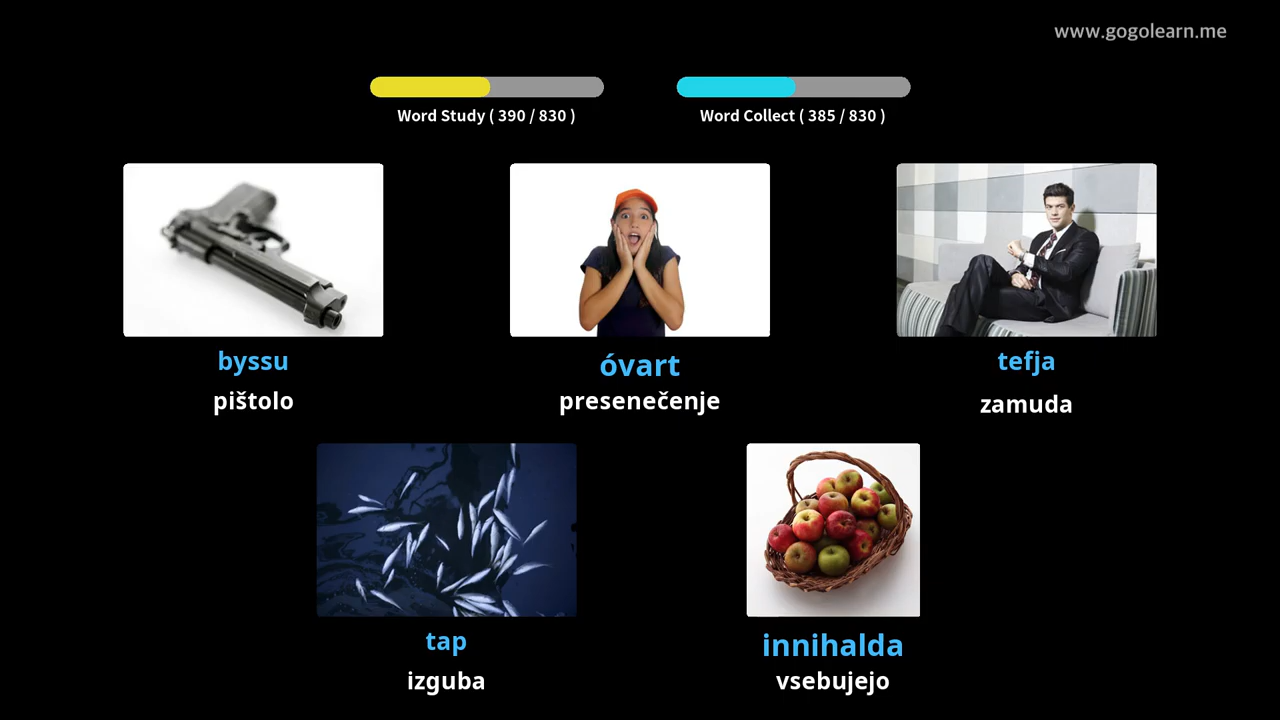 www.gogolearn.me
Word Study ( 390 / 830 )
Word Collect ( 385 / 830 )
byssu
pištolo
óvart
presenečenje
tefja
zamuda
tap
izguba
innihalda
vsebujejo